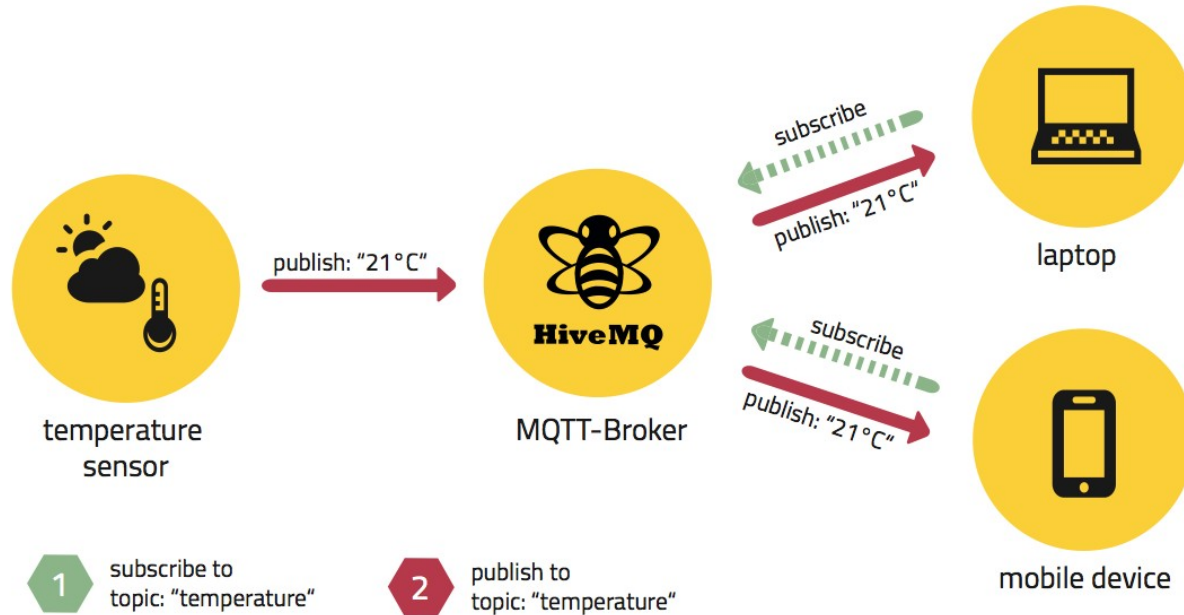 subscribe
publish: “21°C“
laptop
publish: “21°C“
HiveMQ
temperature
sensor
MQTT-Broker
subscribe
publish: “21°C“
mobile device
1
subscribe to
topic: “temperature“
2
publish to
topic: “temperature“